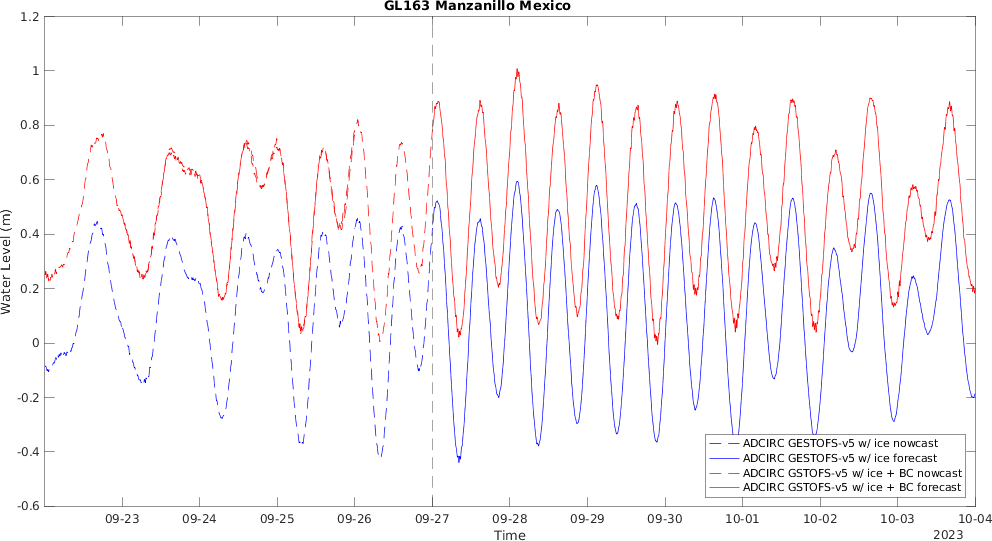 GL163 Manzanillo Mexico
Water Level (m)
1.2
1
0.8
0.6
0.4
0.2
0
-0.2
-0.4
-0.6
ADCIRC GESTOFS-v5 w/ ice nowcast
ADCIRC GESTOFS-v5 w/ ice forecast
ADCIRC GSTOFS-v5 w/ ice + BC nowcast
ADCIRC GSTOFS-v5 w/ ice + BC forecast
09-23 09-24 09-25 09-26 09-27 09-28 09-29 09-30 10-01 10-02 10-03 10-04
Time
2023